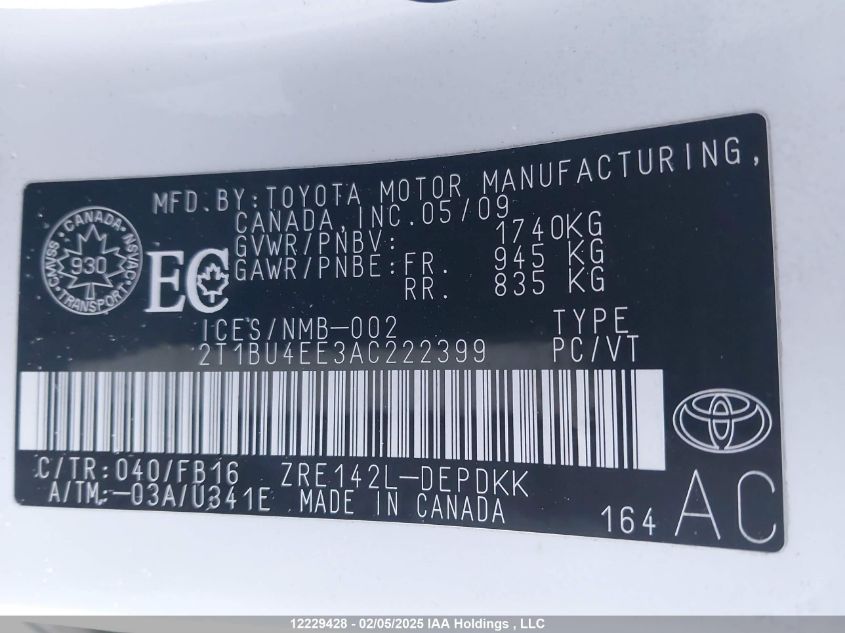 MFD.BY:TOYOTA MOTOR MANUFACTURING,
CANADA,INC.05/09
GVWR/PNBV: 1740KG
GAWR/PNBE:FR. 945 KG
RR. 835 KG
CANADA
CMVSS 930 NSVAC
TRANSPORT
EC
ICES/NMB-002 TYPE
2T1BU4EE3AC222399 PC/VT
C/TR:040/FB16 ZRE142L-DEPDKK
A/TM:-03A/U341E MADE IN CANADA
164 AC
12229428 - 02/05/2025 IAA Holdings , LLC